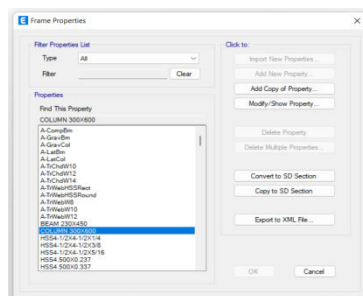 Frame Properties
Filter Properties List
Type
All
Filter
Clear
Properties
Find This Property
COLUMN 300X600
A-CompBm
A-GravBm
A-GravCol
A-LatBm
A-LatCol
A-TrChdW10
A-TrChdW12
A-TrChdW14
A-TrWebHSSRect
A-TrWebHSSRound
A-TrWebW8
A-TrWebW10
A-TrWebW12
BEAM 230X450
COLUMN 300X600
HSS4-1/2X4-1/2X1/4
HSS4-1/2X4-1/2X3/8
HSS4-1/2X4-1/2X5/16
HSS4.500X0.237
HSS4.500X0.337
Click to:
Import New Properties...
Add New Property...
Add Copy of Property...
Modify/Show Property...
Delete Property
Delete Multiple Properties...
Convert to SD Section
Copy to SD Section
Export to XML File...
OK
Cancel